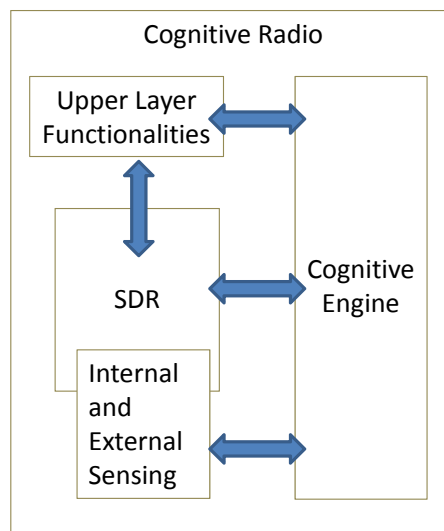 Cognitive Radio
Upper Layer
Functionalities
SDR
Cognitive
Engine
Internal
and
External
Sensing